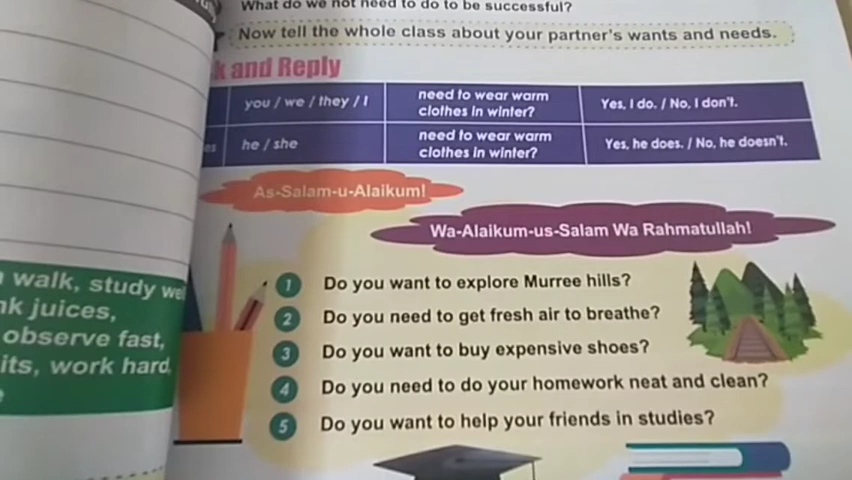 What do we not need to do to be successful?
Now tell the whole class about your partner's wants and needs.
and Reply
you / we / they / I
need to wear warm
clothes in winter?
Yes, I do. / No, I don't.
he / she
need to wear warm
clothes in winter?
Yes, he does. / No, he doesn't.
As-Salam-u-Alaikum!
Wa-Alaikum-us-Salam Wa Rahmatullah!
1 Do you want to explore Murree hills?
2 Do you need to get fresh air to breathe?
3 Do you want to buy expensive shoes?
4 Do you need to do your homework neat and clean?
5 Do you want to help your friends in studies?
walk, study
juices,
observe fast,
work hard,